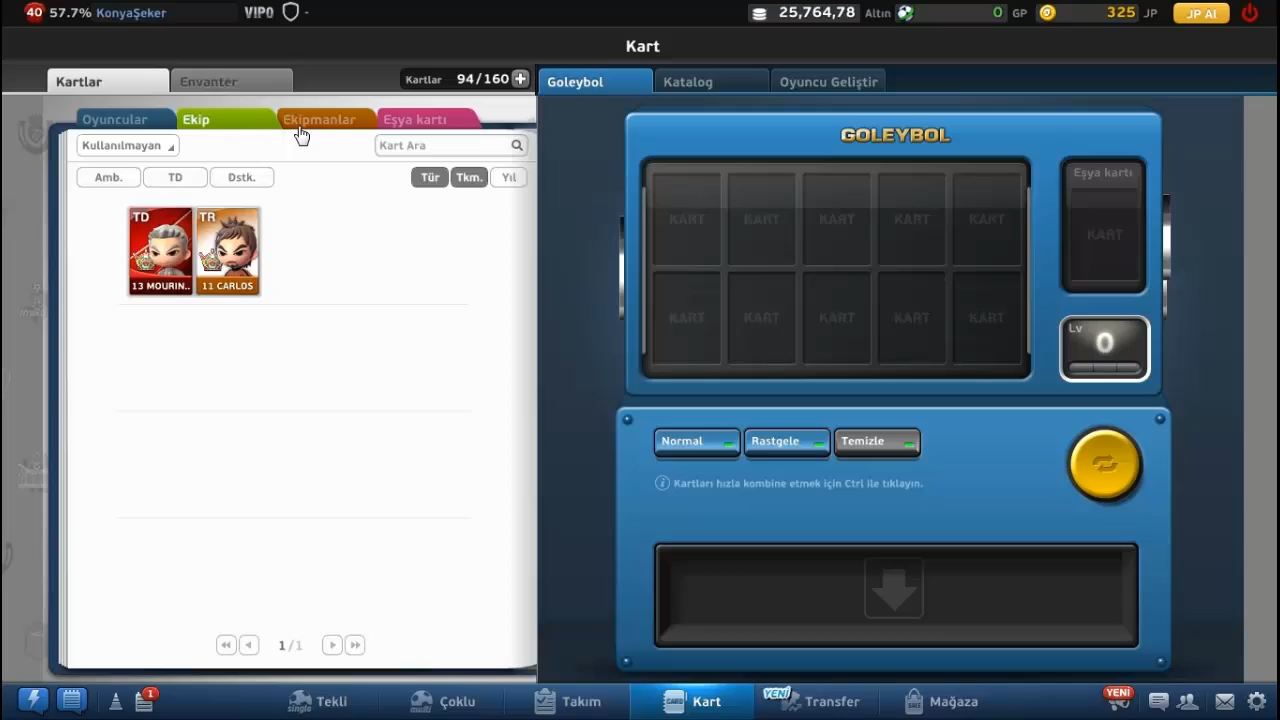 40 57.7% KonyaŞeker VIPO - 25,764,78 Altın 0 GP 325 JP JP Al
Kart
Kartlar Envanter Kartlar 94/160 + Goleybol Katalog Oyuncu Geliştir
Oyuncular Ekip Ekipmanlar Eşya kartı
Kullanılmayan Kart Ara
Amb. TD Dstk. Tür Tkm. Yıl
TD TR
13 MOURIN.. 11 CARLOS
1/1
GOLEYBOL
KART KART KART KART KART
KART KART KART KART KART
Eşya kartı
KART
Lv 0
Normal Rastgele Temizle
Kartları hızla kombine etmek için Ctrl ile tıklayın.
1 single Tekli multi Çoklu Takım CARD Kart YENİ Transfer Mağaza YENİ